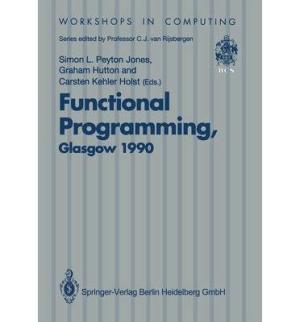 WORKSHOPS IN COMPUTING
Series edited by Professor C.J. van Rijsbergen
Simon L. Peyton Jones,
Graham Hutton and
Carsten Kehler Holst (Eds.)
BCS
Functional
Programming,
Glasgow 1990
Springer-Verlag Berlin Heidelberg GmbH